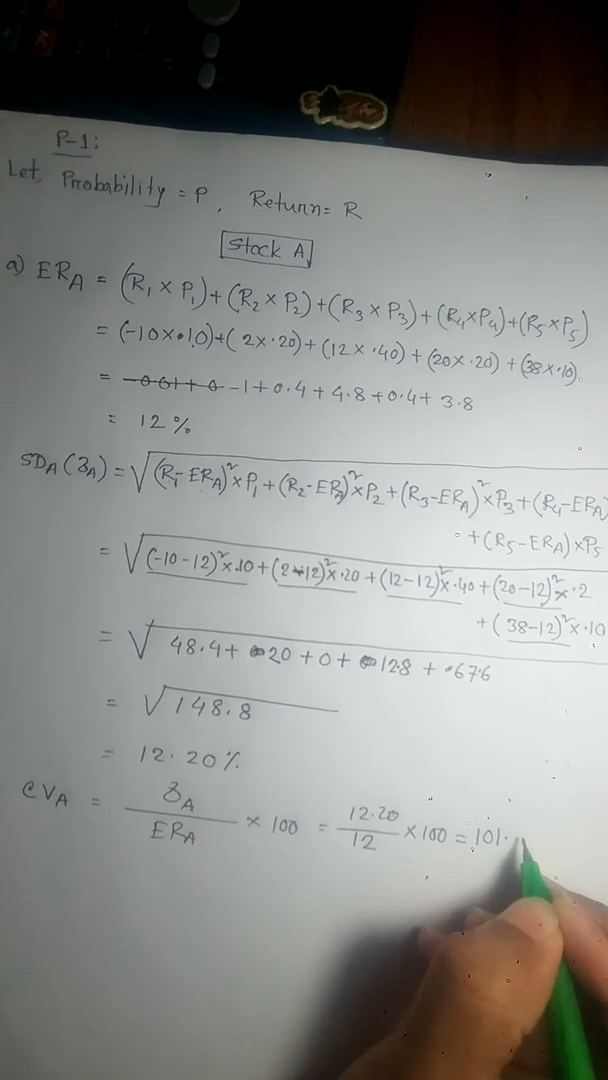 P-1:
Let, Probability = P, Return = R
Stock A
a) ERA = (R1 × P1) + (R2 × P2) + (R3 × P3) + (R4 × P4) + (R5 × P5)
= (-10 × .10) + (2 × .20) + (12 × .40) + (20 × .20) + (38 × .10)
= -1 + 0.4 + 4.8 + 0.4 + 3.8
= 12%
SDA (3A) = √(R1 - ERA)² × P1 + (R2 - ERA)² × P2 + (R3 - ERA)² × P3 + (R4 - ERA)
+ (R5 - ERA) × P5
= √(-10 - 12)² × .10 + (2 - 12)² × .20 + (12 - 12)² × .40 + (20 - 12)² × .2
+ (38 - 12)² × .10
= √48.4 + 20 + 0 + 12.8 + 67.6
= √148.8
= 12.20%
CVA = 3A / ERA × 100 = 12.20 / 12 × 100 = 101.